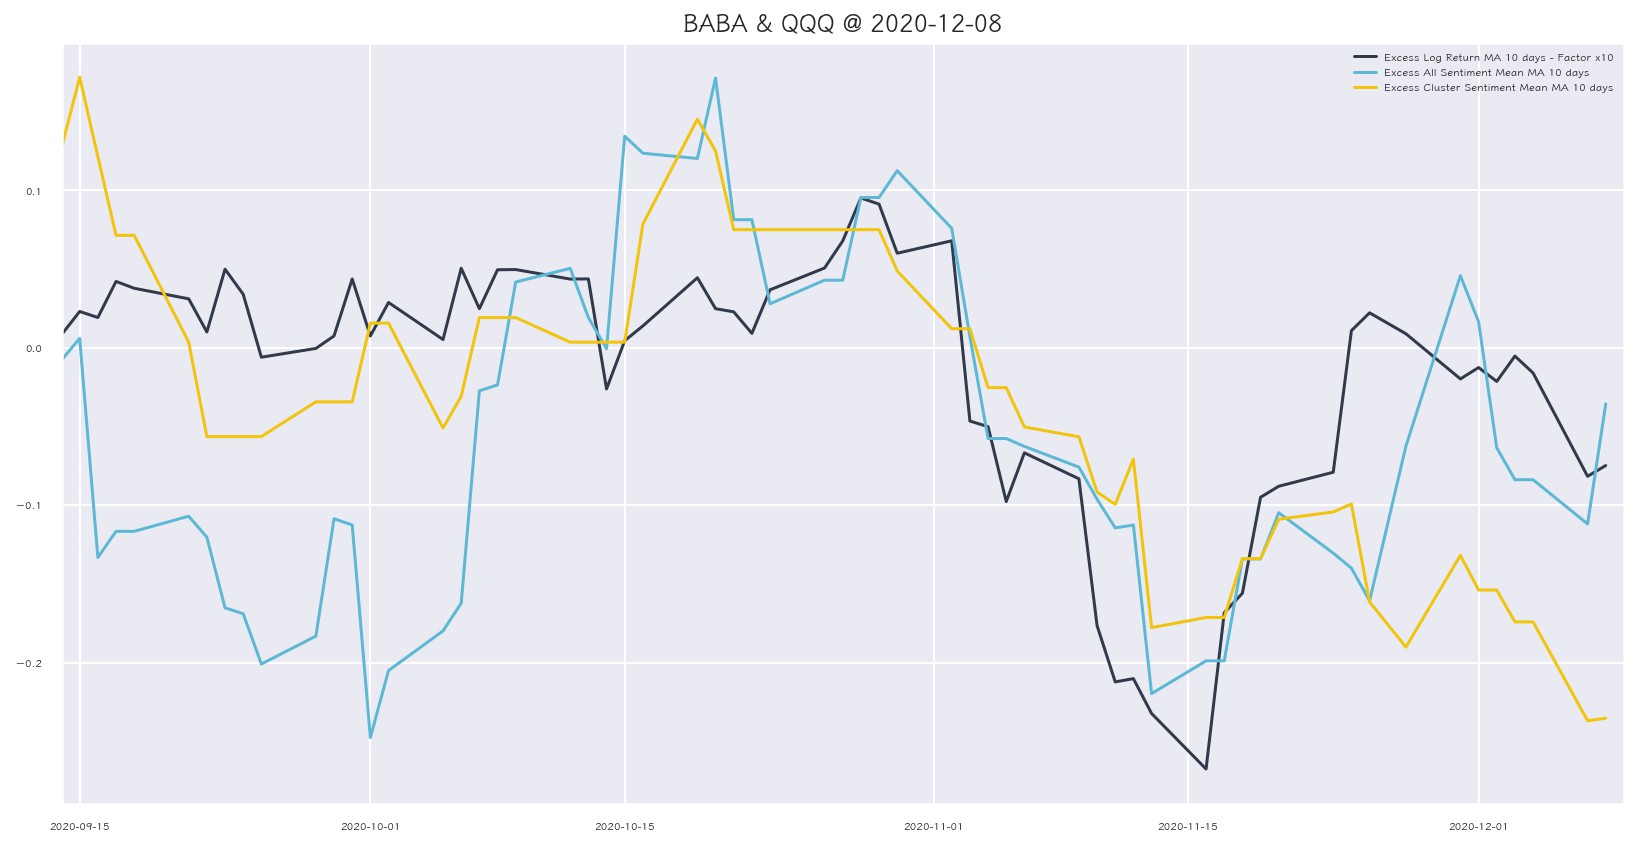 BABA & QQQ @ 2020-12-08
Excess Log Return MA 10 days - Factor x10
Excess All Sentiment Mean MA 10 days
Excess Cluster Sentiment Mean MA 10 days
0.1
0.0
−0.1
−0.2
2020-09-15 2020-10-01 2020-10-15 2020-11-01 2020-11-15 2020-12-01